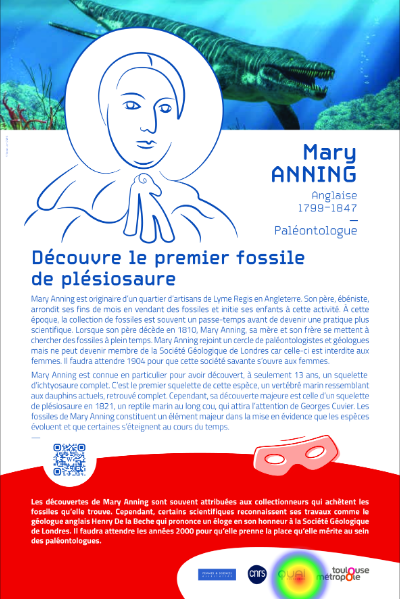 Mary
ANNING
Anglaise
1799–1847
Paléontologue
Découvre le premier fossile
de plésiosaure
Mary Anning est originaire d'un quartier d'artisans de Lyme Regis en Angleterre. Son père, ébéniste,
arrondit ses fins de mois en vendant des fossiles et initie ses enfants à cette activité. À cette
époque, la collection de fossiles est souvent un passe-temps avant de devenir une pratique plus
scientifique. Lorsque son père décède en 1810, Mary Anning, sa mère et son frère se mettent à
chercher des fossiles à plein temps. Mary Anning rejoint un cercle de paléontologistes et géologues
mais ne peut devenir membre de la Société Géologique de Londres car celle-ci est interdite aux
femmes. Il faudra attendre 1904 pour que cette société savante s'ouvre aux femmes.
Mary Anning est connue en particulier pour avoir découvert, à seulement 13 ans, un squelette
d'ichtyosaure complet. C'est le premier squelette de cette espèce, un vertébré marin ressemblant
aux dauphins actuels, retrouvé complet. Cependant, sa découverte majeure est celle d'un squelette
de plésiosaure en 1821, un reptile marin au long cou, qui attira l'attention de Georges Cuvier. Les
fossiles de Mary Anning constituent un élément majeur dans la mise en évidence que les espèces
évoluent et que certaines s'éteignent au cours du temps.
Les découvertes de Mary Anning sont souvent attribuées aux collectionneurs qui achètent les
fossiles qu'elle trouve. Cependant, certains scientifiques reconnaissent ses travaux comme le
géologue anglais Henry De la Beche qui prononce un éloge en son honneur à la Société Géologique
de Londres. Il faudra attendre les années 2000 pour qu'elle prenne la place qu'elle mérite au sein
des paléontologues.
cnrs
quai
toulouse
métropole